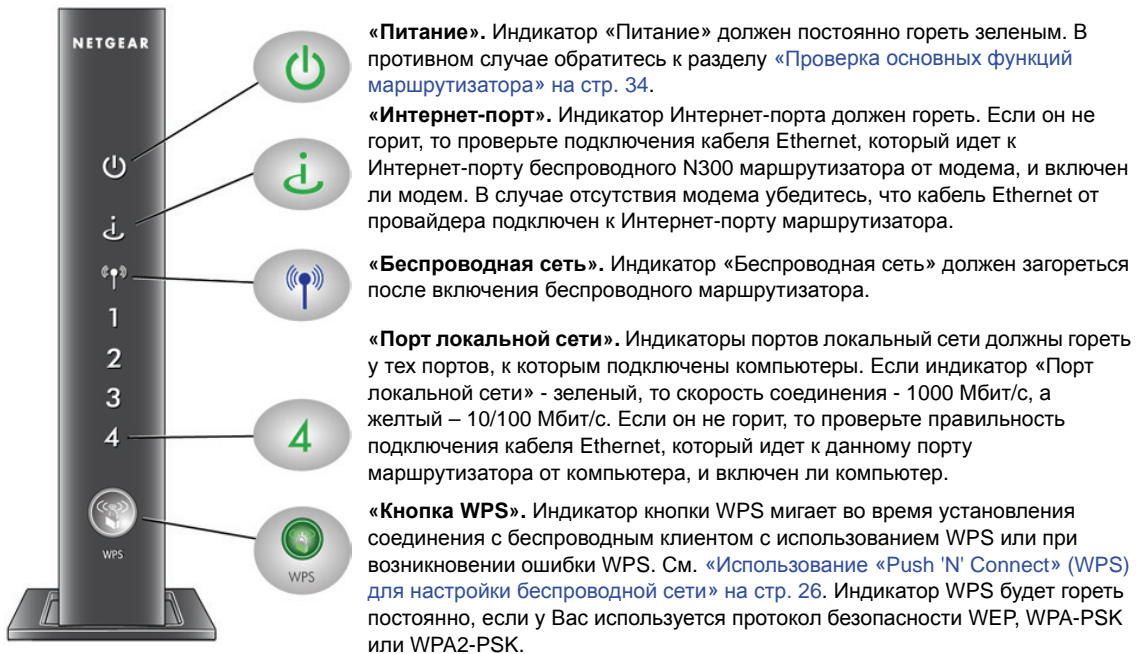 NETGEAR
1
2
3
4
WPS
4
WPS
«Питание». Индикатор «Питание» должен постоянно гореть зеленым. В
противном случае обратитесь к разделу «Проверка основных функций
маршрутизатора» на стр. 34.
«Интернет-порт». Индикатор Интернет-порта должен гореть. Если он не
горит, то проверьте подключения кабеля Ethernet, который идет к
Интернет-порту беспроводного N300 маршрутизатора от модема, и включен
ли модем. В случае отсутствия модема убедитесь, что кабель Ethernet от
провайдера подключен к Интернет-порту маршрутизатора.
«Беспроводная сеть». Индикатор «Беспроводная сеть» должен загореться
после включения беспроводного маршрутизатора.
«Порт локальной сети». Индикаторы портов локальный сети должны гореть
у тех портов, к которым подключены компьютеры. Если индикатор «Порт
локальной сети» - зеленый, то скорость соединения - 1000 Мбит/с, а
желтый – 10/100 Мбит/с. Если он не горит, то проверьте правильность
подключения кабеля Ethernet, который идет к данному порту
маршрутизатора от компьютера, и включен ли компьютер.
«Кнопка WPS». Индикатор кнопки WPS мигает во время установления
соединения с беспроводным клиентом с использованием WPS или при
возникновении ошибки WPS. См. «Использование «Push 'N' Connect» (WPS)
для настройки беспроводной сети» на стр. 26. Индикатор WPS будет гореть
постоянно, если у Вас используется протокол безопасности WEP, WPA-PSK
или WPA2-PSK.